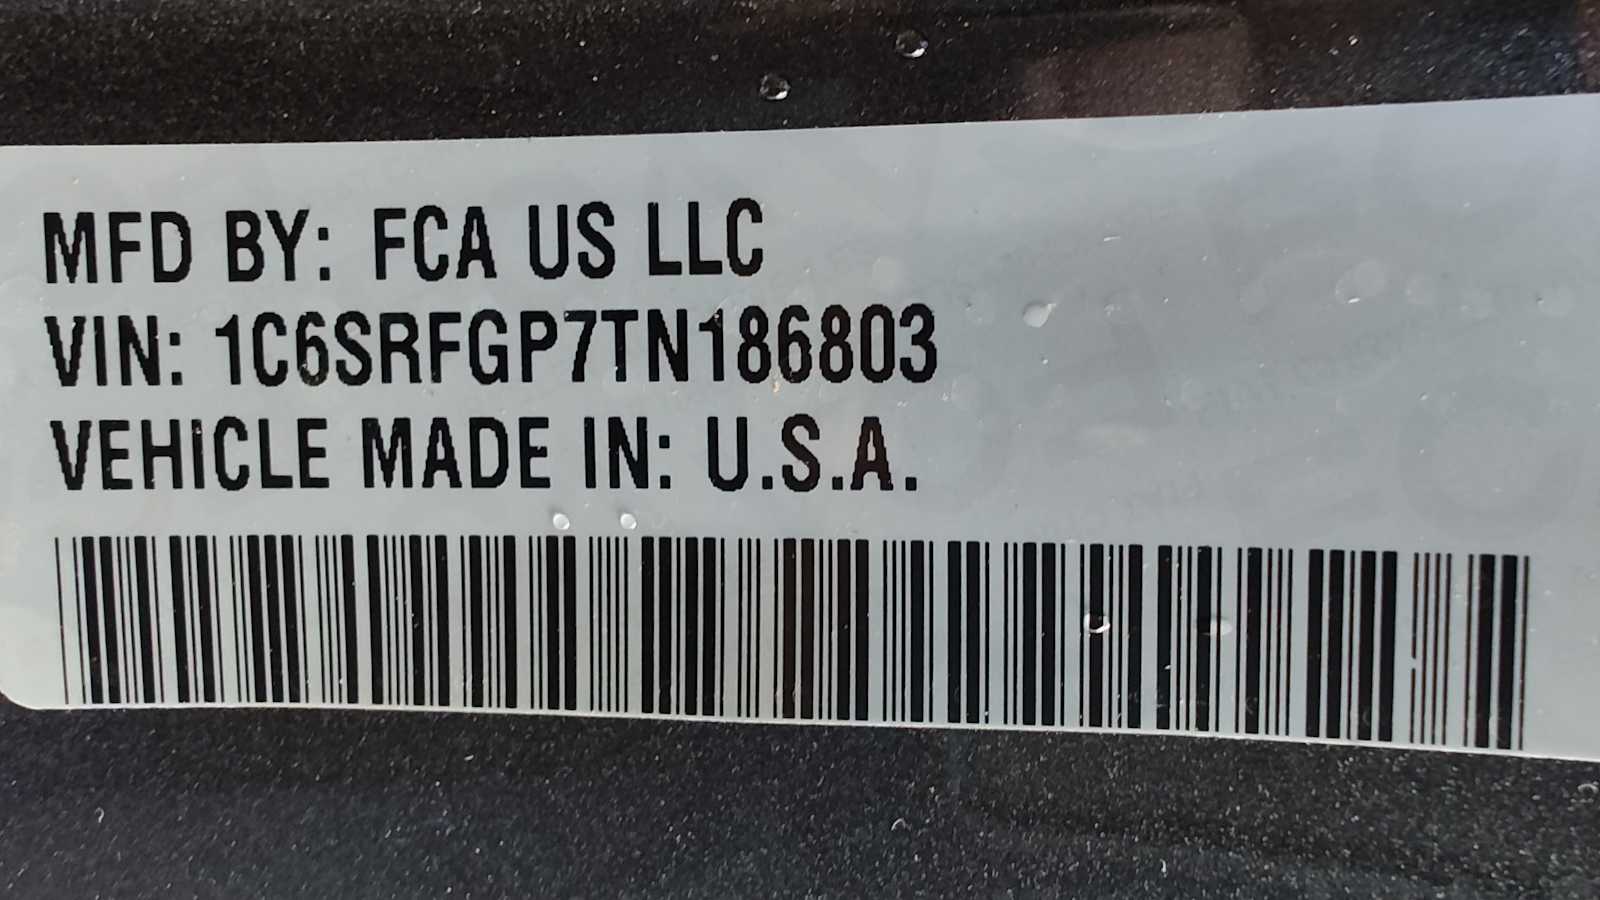 MFD BY: FCA US LLC
VIN: 1C6SRFGP7TN186803
VEHICLE MADE IN: U.S.A.